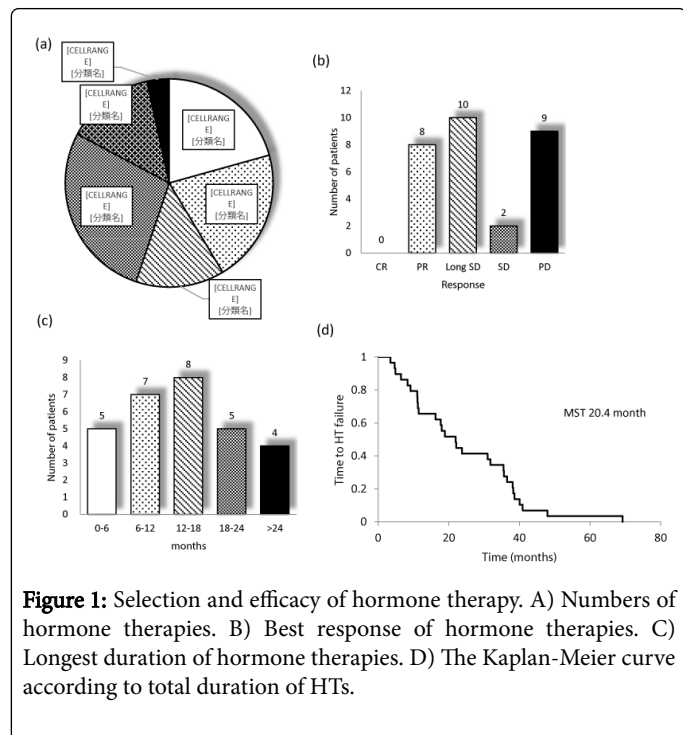 (a)
[CELLRANG
E]
[分類名]
[CELLRANG
E]
[分類名]
[CELLRANG
E]
[分類名]
[CELLRANG
E]
[分類名]
[CELLRANG
E]
[分類名]
[CELLRANG
E]
[分類名]
(b)
Number of patients
12
10
8
6
4
2
0
0
8
10
2
9
CR PR Long SD SD PD
Response
(c)
Number of patients
9
8
7
6
5
4
3
2
1
0
5
7
8
5
4
0-6 6-12 12-18 18-24 >24
months
(d)
Time to HT failure
1
0.8
0.6
0.4
0.2
0
MST 20.4 month
0 20 40 60 80
Time (months)
Figure 1: Selection and efficacy of hormone therapy. A) Numbers of
hormone therapies. B) Best response of hormone therapies. C)
Longest duration of hormone therapies. D) The Kaplan-Meier curve
according to total duration of HTs.